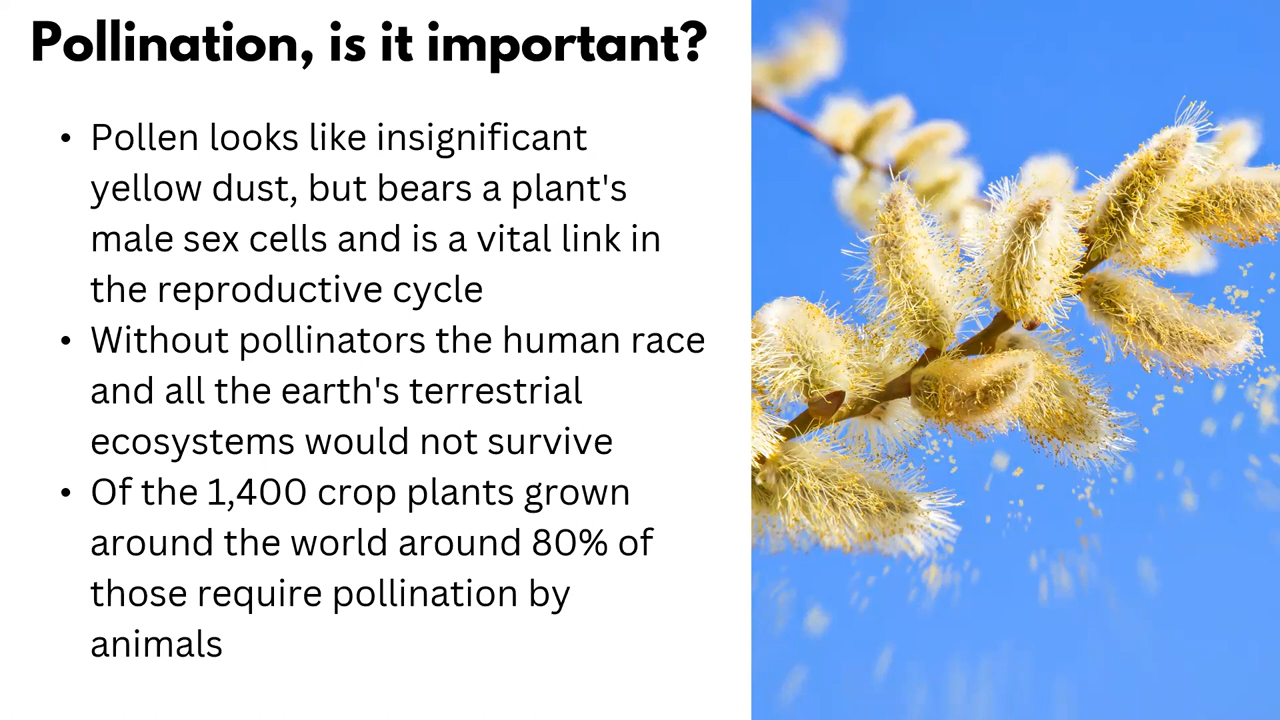 Pollination, is it important?
• Pollen looks like insignificant
yellow dust, but bears a plant's
male sex cells and is a vital link in
the reproductive cycle
• Without pollinators the human race
and all the earth's terrestrial
ecosystems would not survive
• Of the 1,400 crop plants grown
around the world around 80% of
those require pollination by
animals